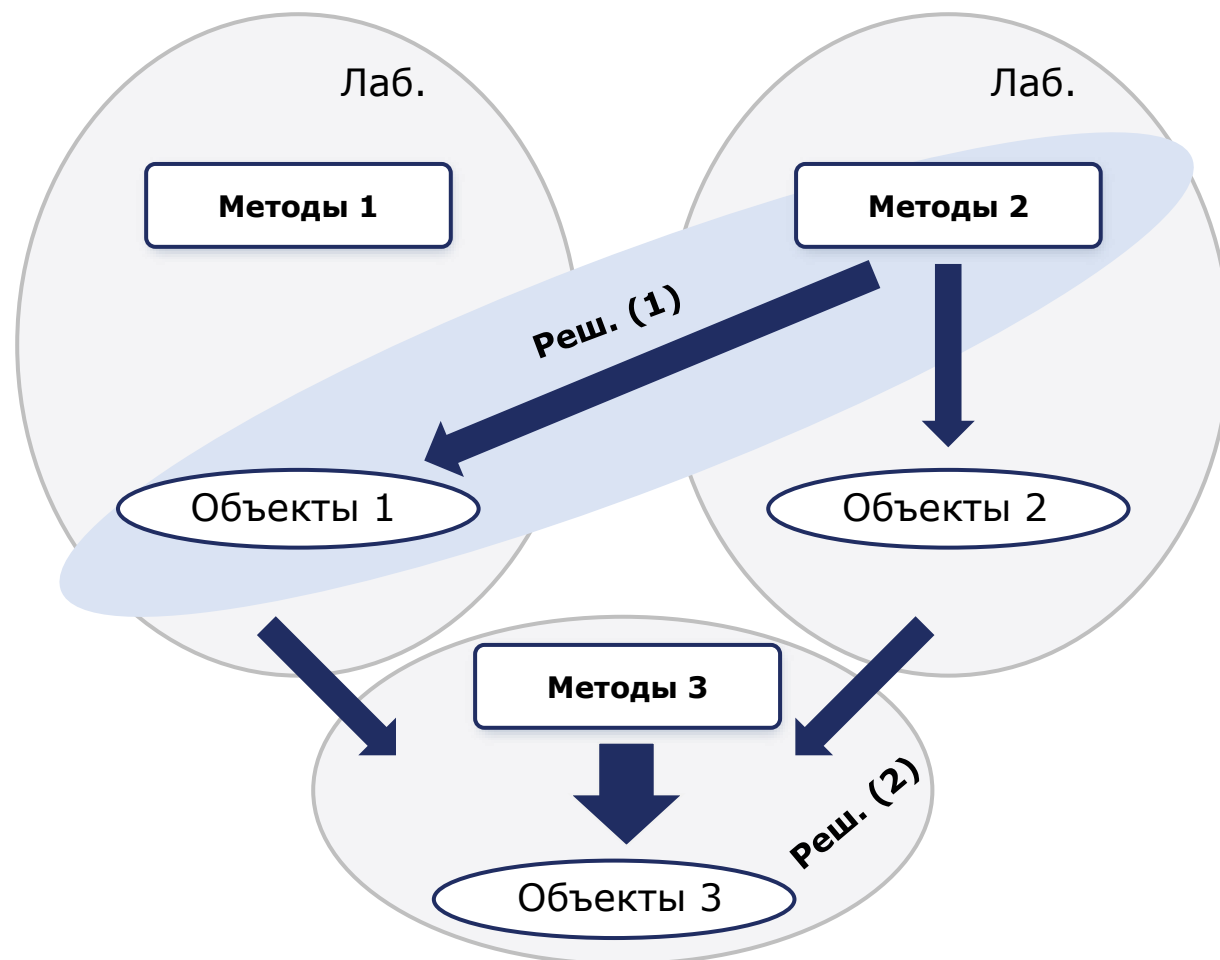 Лаб.
Лаб.
Методы 1
Методы 2
Реш. (1)
Объекты 1
Объекты 2
Методы 3
Реш. (2)
Объекты 3